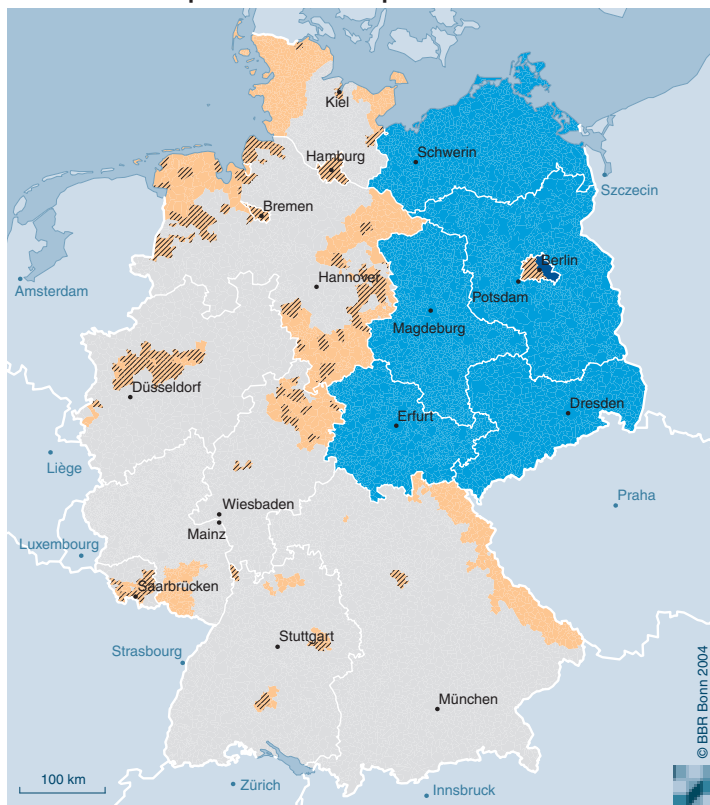 Kiel
Schwerin
Hamburg
Szczecin
Bremen
Berlin
Hannover
Amsterdam
Potsdam
Magdeburg
Düsseldorf
Dresden
Erfurt
Liège
Praha
Wiesbaden
Mainz
Luxembourg
Saarbrücken
Stuttgart
Strasbourg
München
© BBR Bonn 2004
100 km
Zürich
Innsbruck